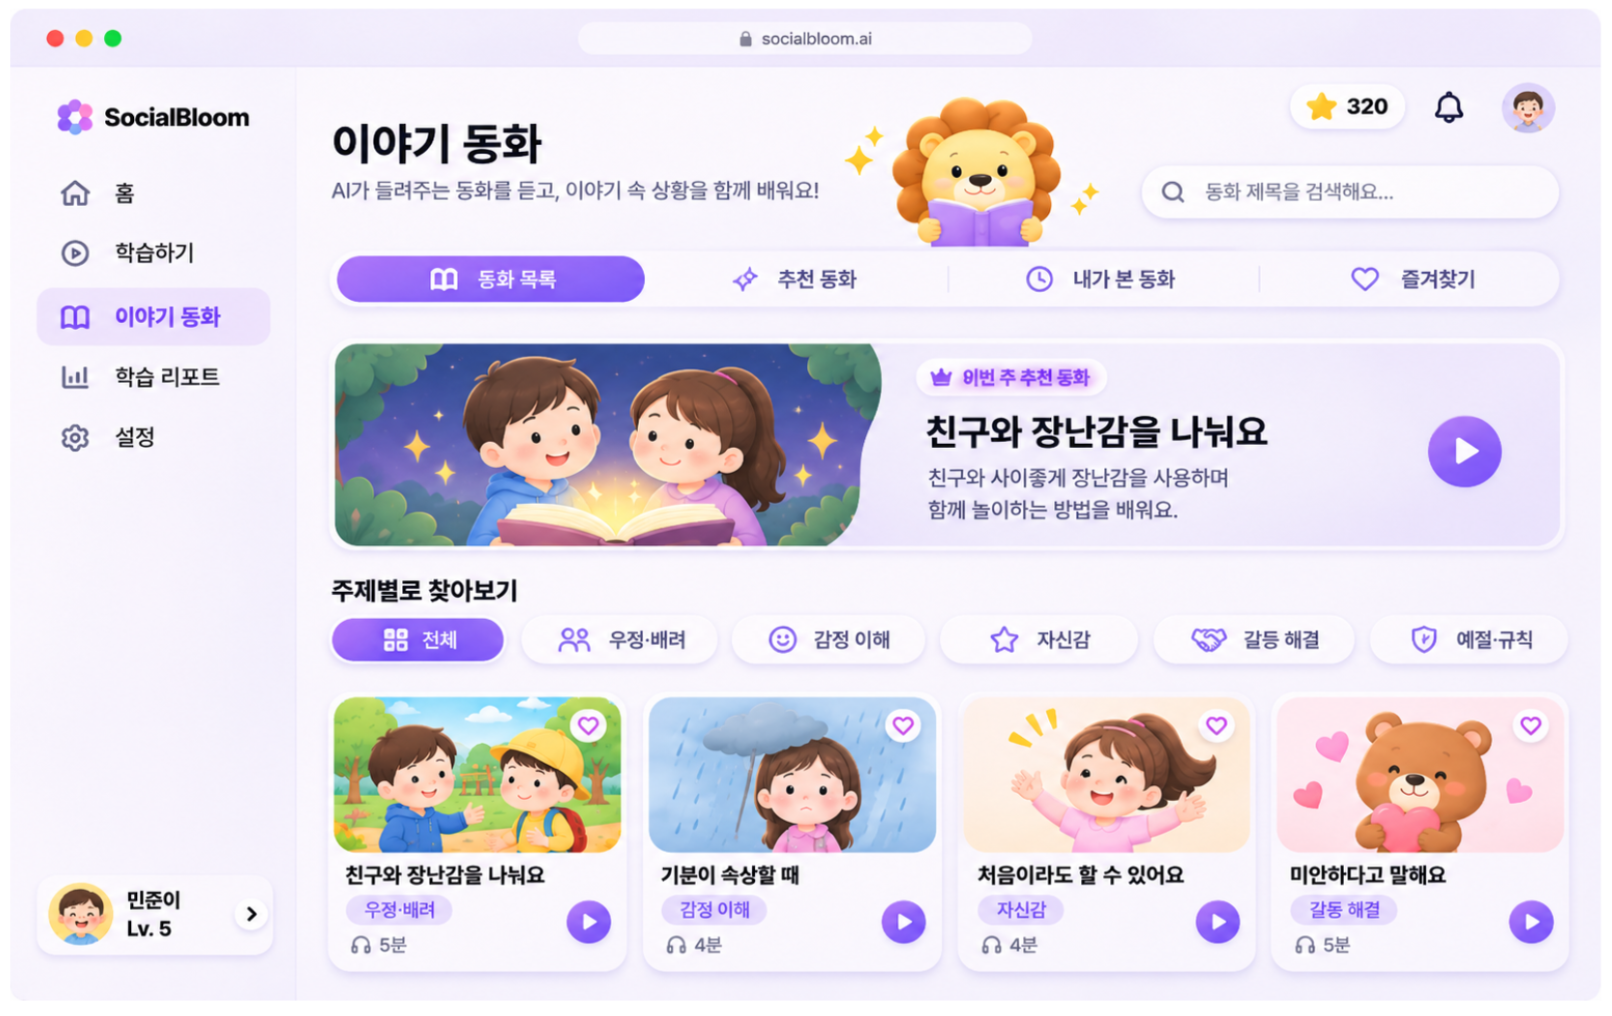 socialbloom.ai
SocialBloom
홈
학습하기
이야기 동화
학습 리포트
설정
민준이
Lv. 5
이야기 동화
AI가 들려주는 동화를 듣고, 이야기 속 상황을 함께 배워요!
320
동화 제목을 검색해요...
동화 목록
추천 동화
내가 본 동화
즐겨찾기
이번 주 추천 동화
친구와 장난감을 나눠요
친구와 사이좋게 장난감을 사용하며
함께 놀이하는 방법을 배워요.
주제별로 찾아보기
전체
우정·배려
감정 이해
자신감
갈등 해결
예절·규칙
친구와 장난감을 나눠요
우정·배려
5분
기분이 속상할 때
감정 이해
4분
처음이라도 할 수 있어요
자신감
4분
미안하다고 말해요
갈등 해결
5분